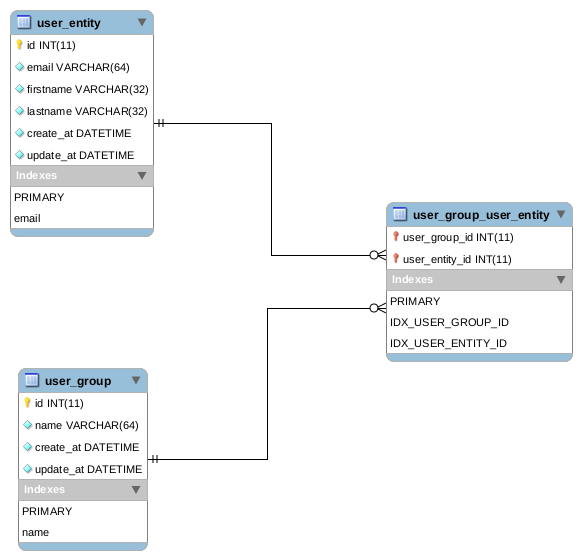 user_entity
id INT(11)
email VARCHAR(64)
firstname VARCHAR(32)
lastname VARCHAR(32)
create_at DATETIME
update_at DATETIME
Indexes
PRIMARY
email
user_group_user_entity
user_group_id INT(11)
user_entity_id INT(11)
Indexes
PRIMARY
IDX_USER_GROUP_ID
IDX_USER_ENTITY_ID
user_group
id INT(11)
name VARCHAR(64)
create_at DATETIME
update_at DATETIME
Indexes
PRIMARY
name